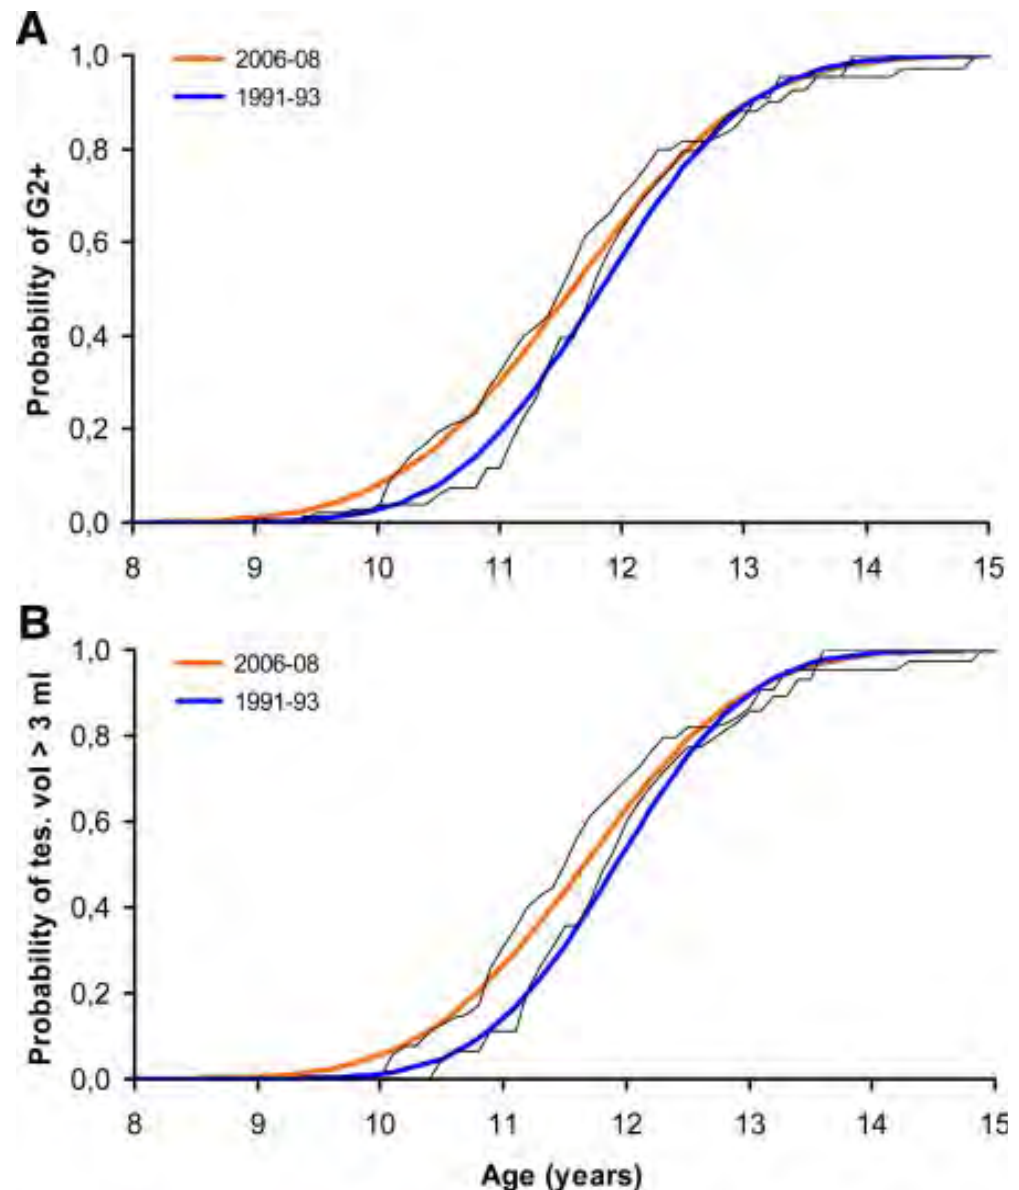 A
1,0
0,8
0,6
0,4
0,2
0,0
Probability of G2+
2006-08
1991-93
8 9 10 11 12 13 14 15
B
1,0
0,8
0,6
0,4
0,2
0,0
Probability of tes. vol > 3 ml
2006-08
1991-93
8 9 10 11 12 13 14 15
Age (years)